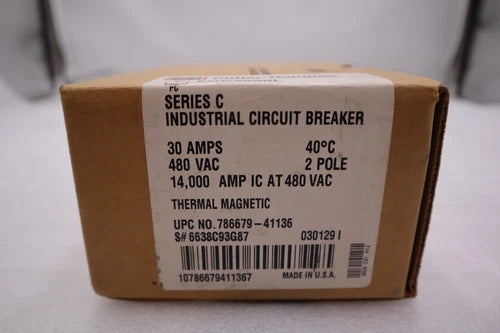 PC
SERIES C
INDUSTRIAL CIRCUIT BREAKER
30 AMPS 40°C
480 VAC 2 POLE
14,000 AMP IC AT 480 VAC
THERMAL MAGNETIC
UPC NO. 786679-41136
S# 6638C93G87 030129 I
10786679411367 MADE IN U.S.A.